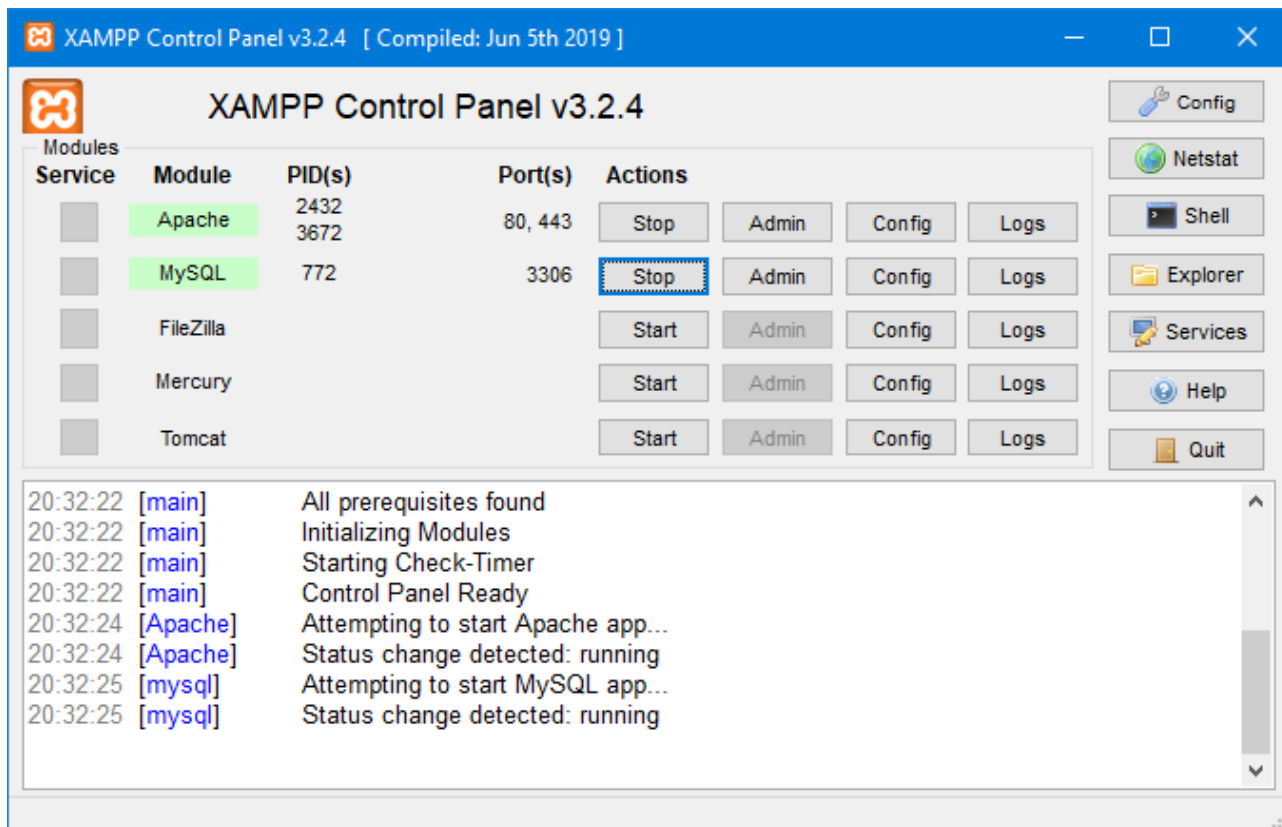 XAMPP Control Panel v3.2.4 [ Compiled: Jun 5th 2019 ]
XAMPP Control Panel v3.2.4
Config
Modules
Service Module PID(s) Port(s) Actions
Netstat
Apache 2432 3672 80, 443 Stop Admin Config Logs
Shell
MySQL 772 3306 Stop Admin Config Logs
Explorer
FileZilla Start Admin Config Logs
Services
Mercury Start Admin Config Logs
Help
Tomcat Start Admin Config Logs
Quit
20:32:22 [main] All prerequisites found
20:32:22 [main] Initializing Modules
20:32:22 [main] Starting Check-Timer
20:32:22 [main] Control Panel Ready
20:32:24 [Apache] Attempting to start Apache app...
20:32:24 [Apache] Status change detected: running
20:32:25 [mysql] Attempting to start MySQL app...
20:32:25 [mysql] Status change detected: running